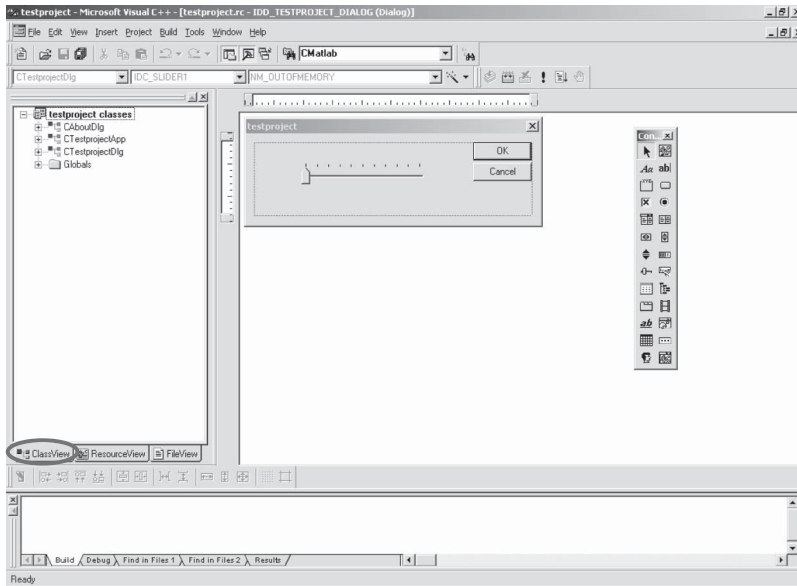 testproject - Microsoft Visual C++ - [testproject.rc - IDD_TESTPROJECT_DIALOG (Dialog)]
File Edit View Insert Project Build Tools Window Help
CMatlab
CTestprojectDlg IDC_SLIDER1 NM_OUTOFMEMORY
testproject classes
CAboutDlg
CTestprojectApp
CTestprojectDlg
Globals
testproject
OK
Cancel
Con...
Aa ab
ab
ClassView ResourceView FileView
Build Debug Find in Files 1 Find in Files 2 Results
Ready